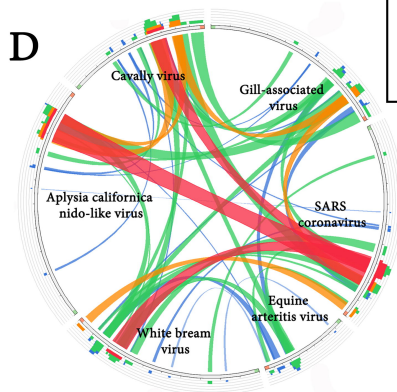 D
Cavally virus
Gill-associated
virus
Aplysia californica
nido-like virus
SARS
coronavirus
Equine
arteritis virus
White bream
virus